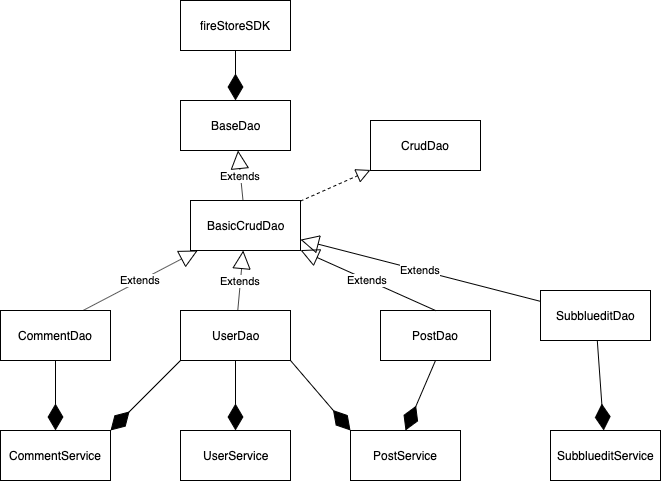 fireStoreSDK
BaseDao
CrudDao
Extends
BasicCrudDao
Extends
Extends
Extends
Extends
CommentDao
UserDao
PostDao
SubblueditDao
CommentService
UserService
PostService
SubblueditService